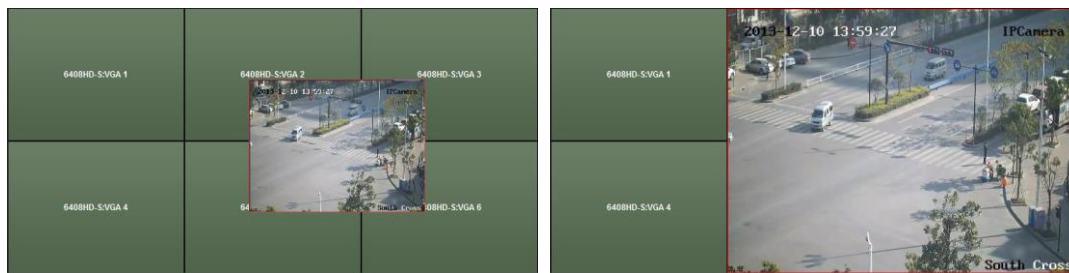 6408HD-S:VGA 1
6408HD-S:VGA 2
6408HD-S:VGA 3
2013-12-10 13:59:27
IPCamera
6408HD-S:VGA 4
64
08HD-S:VGA 6
South Cross
6408HD-S:VGA 1
2013-12-10 13:59:27
IPCamera
6408HD-S:VGA 4
South Cross